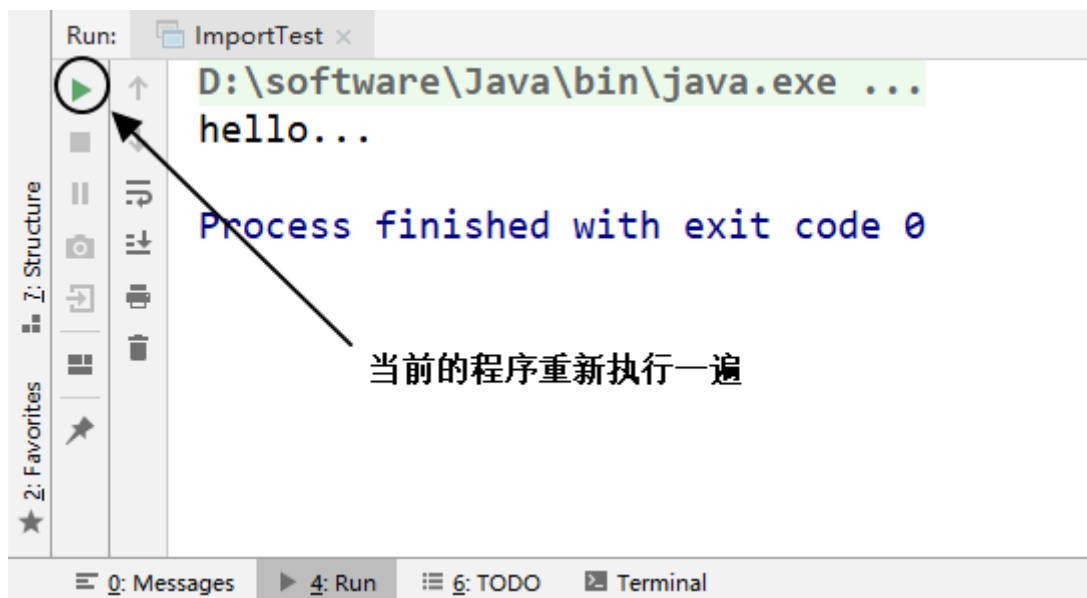 Run: ImportTest
D:\software\Java\bin\java.exe ...
hello...
Process finished with exit code 0
当前的程序重新执行一遍
7: Structure
2: Favorites
0: Messages 4: Run 6: TODO Terminal